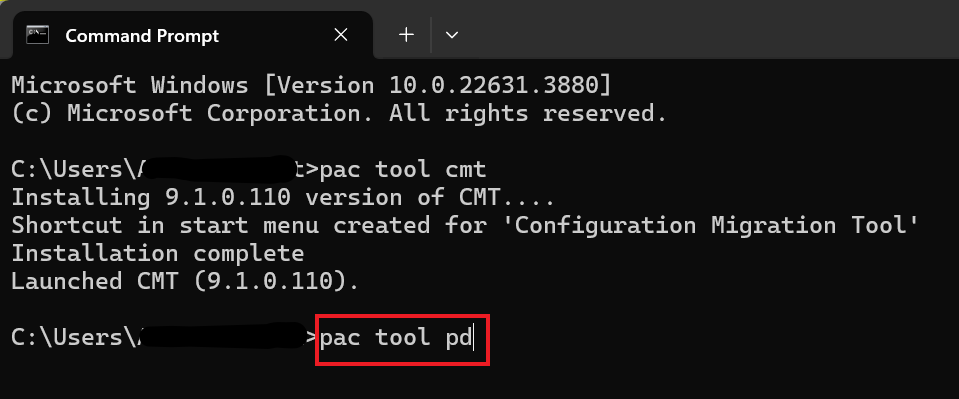 Command Prompt
Microsoft Windows [Version 10.0.22631.3880]
(c) Microsoft Corporation. All rights reserved.
C:\Users\ t>pac tool cmt
Installing 9.1.0.110 version of CMT....
Shortcut in start menu created for 'Configuration Migration Tool'
Installation complete
Launched CMT (9.1.0.110).
C:\Users\ >pac tool pd